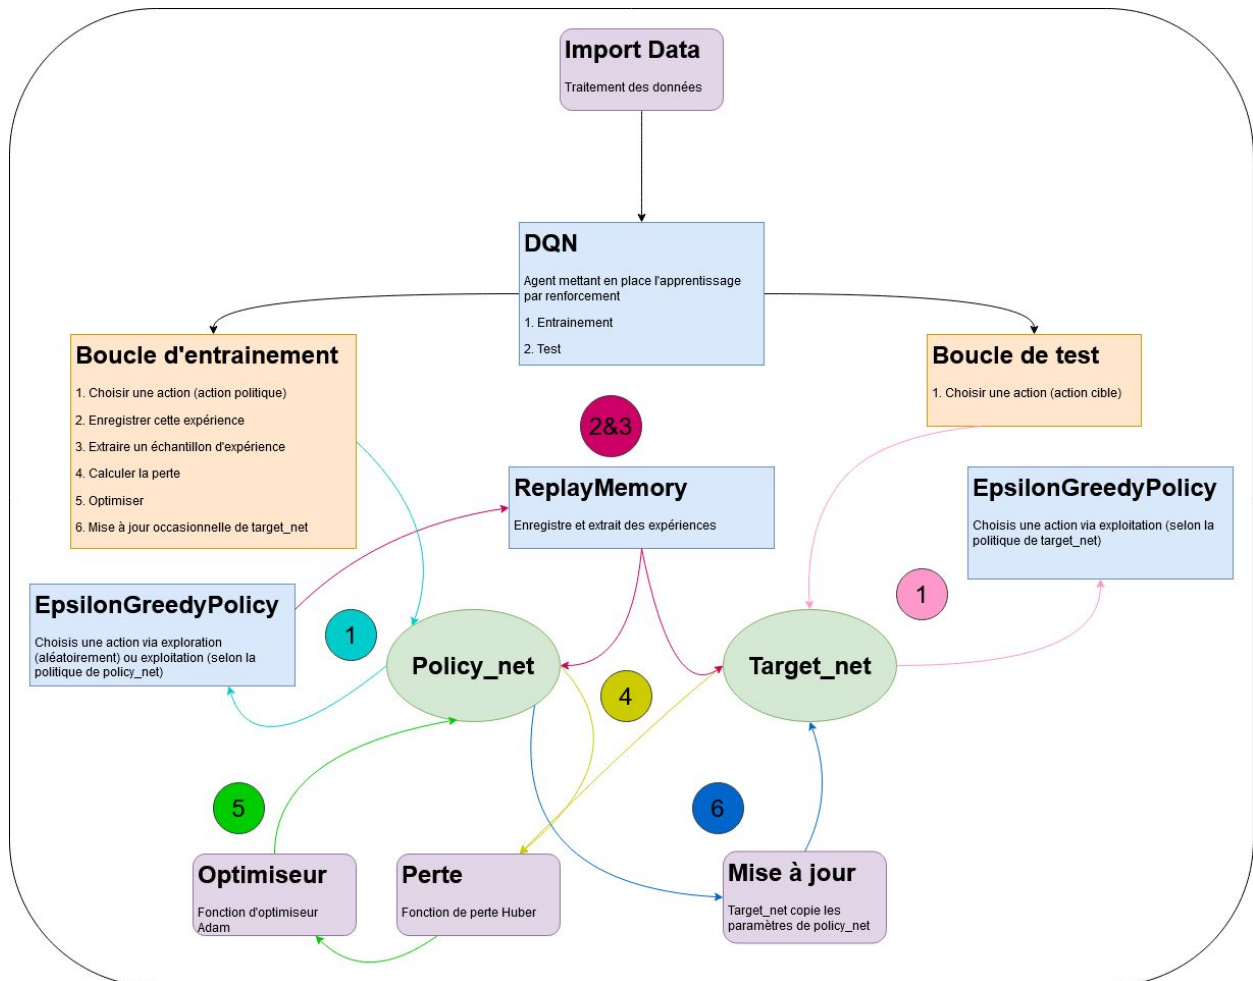 Import Data
Traitement des données
DQN
Agent mettant en place l'apprentissage
par renforcement
1. Entrainement
2. Test
Boucle d'entrainement
1. Choisir une action (action politique)
2. Enregistrer cette expérience
3. Extraire un échantillon d'expérience
4. Calculer la perte
5. Optimiser
6. Mise à jour occasionnelle de target_net
Boucle de test
1. Choisir une action (action cible)
2&3
ReplayMemory
Enregistre et extrait des expériences
EpsilonGreedyPolicy
Choisis une action via exploitation (selon la
politique de target_net)
EpsilonGreedyPolicy
Choisis une action via exploration
(aléatoirement) ou exploitation (selon la
politique de policy_net)
1
1
Policy_net
Target_net
4
5
6
Optimiseur
Fonction d'optimiseur
Adam
Perte
Fonction de perte Huber
Mise à jour
Target_net copie les
paramètres de policy_net